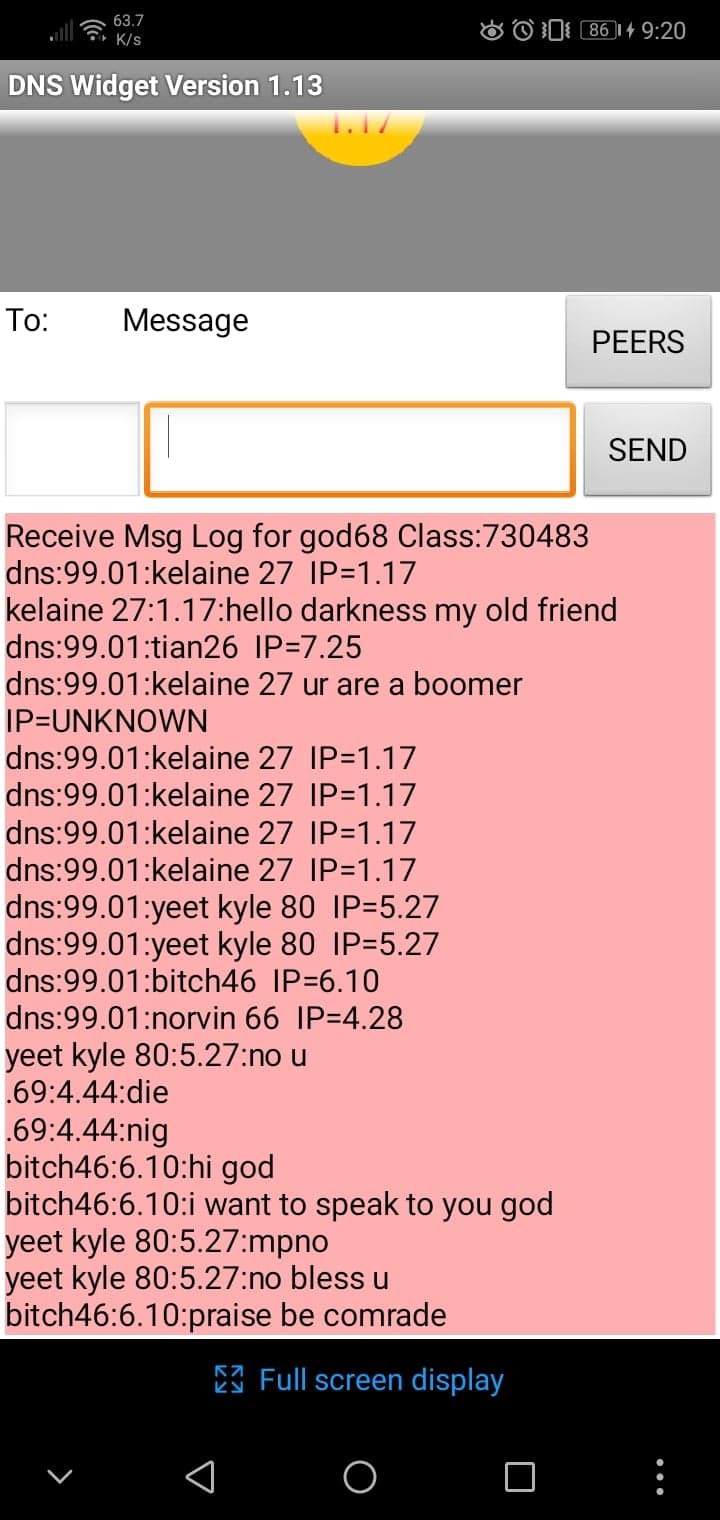 63.7
K/s
86
9:20
DNS Widget Version 1.13
1.17
To:
Message
PEERS
SEND
Receive Msg Log for god68 Class:730483
dns:99.01:kelaine 27  IP=1.17
kelaine 27:1.17:hello darkness my old friend
dns:99.01:tian26  IP=7.25
dns:99.01:kelaine 27 ur are a boomer
IP=UNKNOWN
dns:99.01:kelaine 27  IP=1.17
dns:99.01:kelaine 27  IP=1.17
dns:99.01:kelaine 27  IP=1.17
dns:99.01:kelaine 27  IP=1.17
dns:99.01:yeet kyle 80  IP=5.27
dns:99.01:yeet kyle 80  IP=5.27
dns:99.01:bitch46  IP=6.10
dns:99.01:norvin 66  IP=4.28
yeet kyle 80:5.27:no u
.69:4.44:die
.69:4.44:nig
bitch46:6.10:hi god
bitch46:6.10:i want to speak to you god
yeet kyle 80:5.27:mpno
yeet kyle 80:5.27:no bless u
bitch46:6.10:praise be comrade
Full screen display